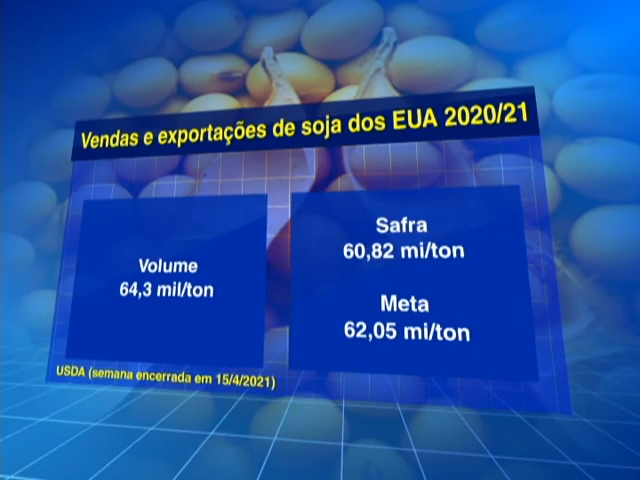 Vendas e exportações de soja dos EUA 2020/21
Volume
64,3 mil/ton
Safra
60,82 mi/ton
Meta
62,05 mi/ton
USDA (semana encerrada em 15/4/2021)